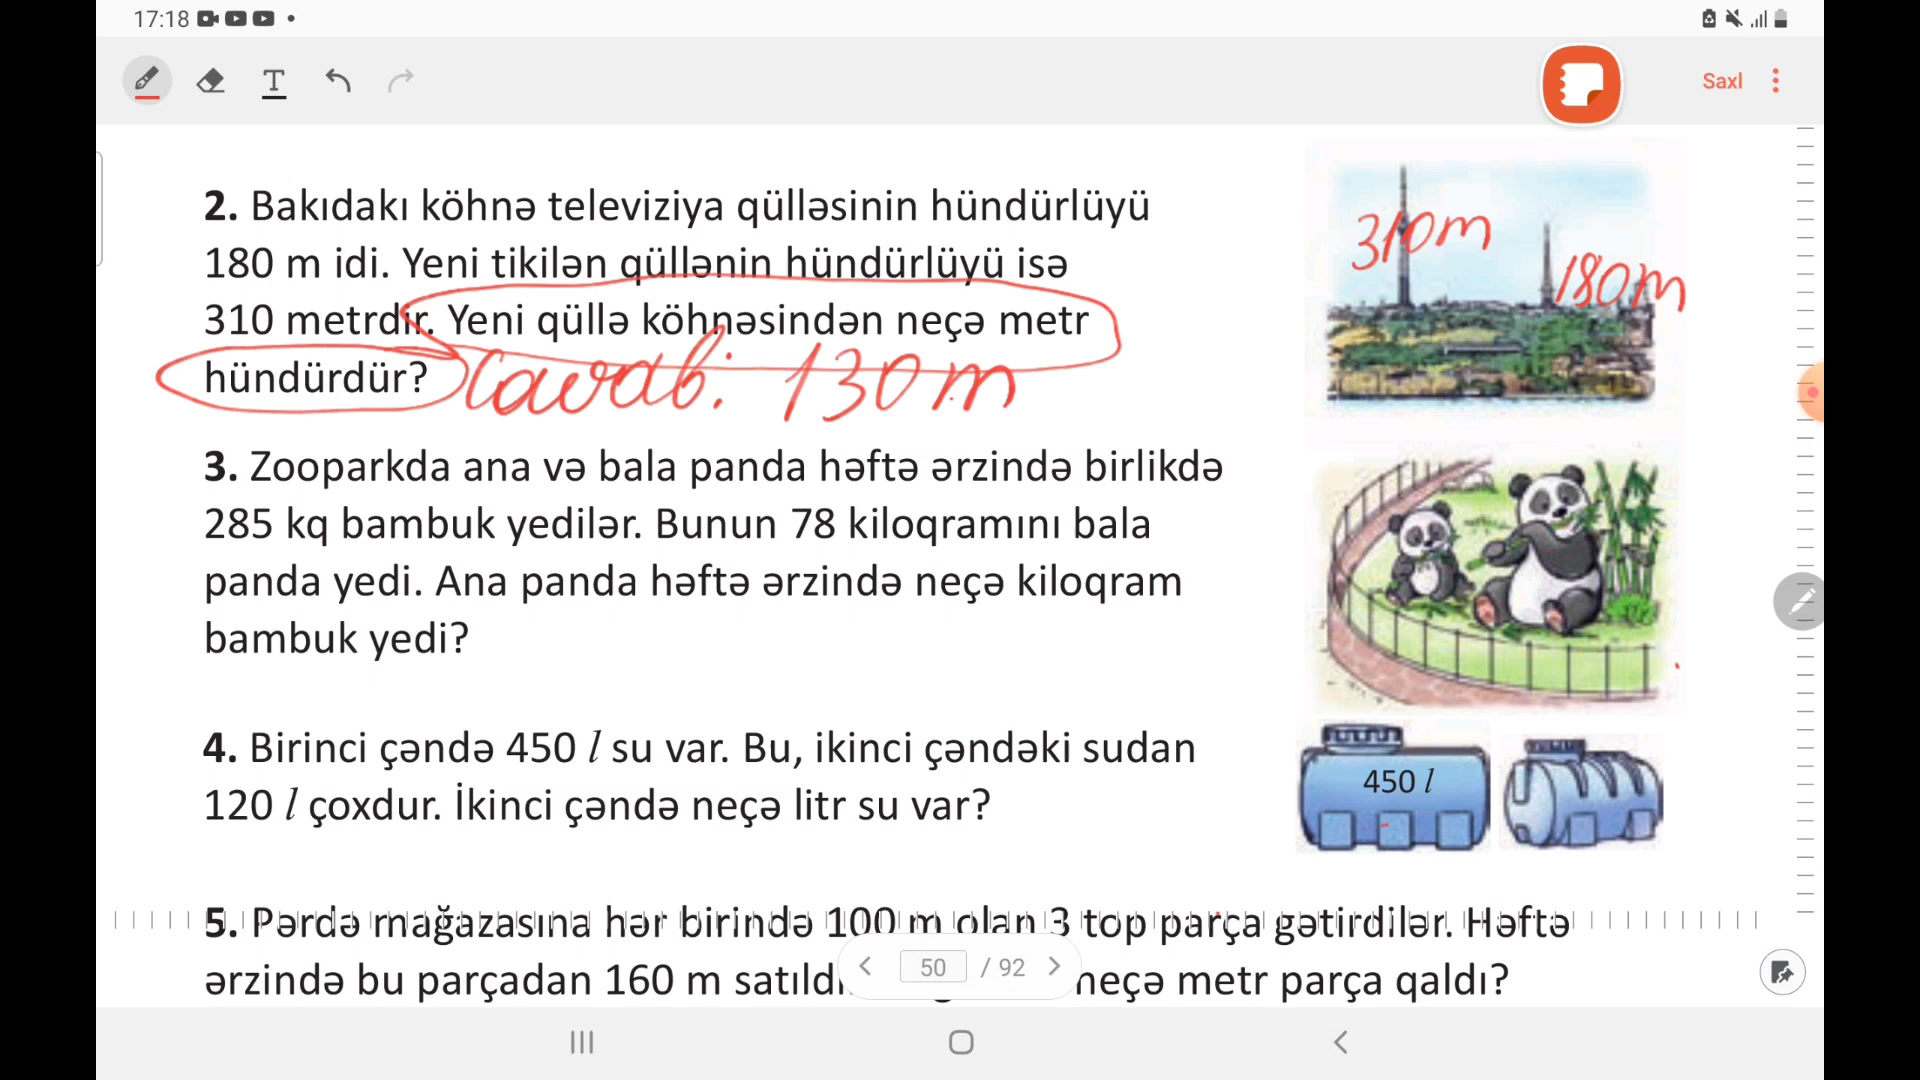 17:18
T
Saxl
2. Bakıdakı köhnə televiziya qülləsinin hündürlüyü
180 m idi. Yeni tikilən qüllənin hündürlüyü isə
310 metrdir. Yeni qüllə köhnəsindən neçə metr
hündürdür? Cavab: 130 m
310 m
180 m
3. Zooparkda ana və bala panda həftə ərzində birlikdə
285 kq bambuk yedilər. Bunun 78 kiloqramını bala
panda yedi. Ana panda həftə ərzində neçə kiloqram
bambuk yedi?
4. Birinci çəndə 450 l su var. Bu, ikinci çəndəki sudan
120 l çoxdur. İkinci çəndə neçə litr su var?
450 l
5. Pərdə mağazasına hər birində 100 m olan 3 top parça gətirdilər. Həftə
ərzində bu parçadan 160 m satıldı. neçə metr parça qaldı?
50 / 92